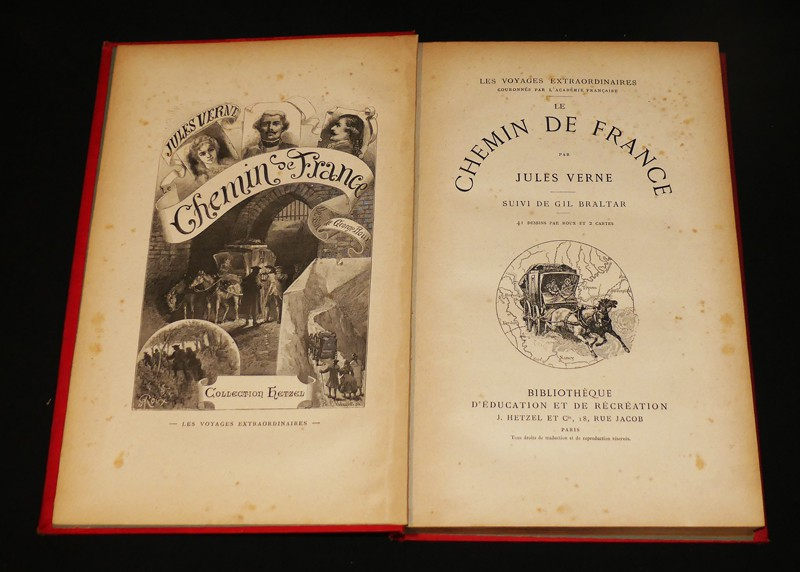 JULES VERNE
Chemin De France
COLLECTION HETZEL
— LES VOYAGES EXTRAORDINAIRES —
LES VOYAGES EXTRAORDINAIRES
COURONNÉS PAR L'ACADÉMIE FRANÇAISE
LE
CHEMIN DE FRANCE
PAR
JULES VERNE
SUIVI DE GIL BRALTAR
41 DESSINS PAR ROUX ET 2 CARTES
BIBLIOTHÈQUE
D'ÉDUCATION ET DE RÉCRÉATION
J. HETZEL ET Cie, 18, RUE JACOB
PARIS
Tous droits de traduction et de reproduction réservés.